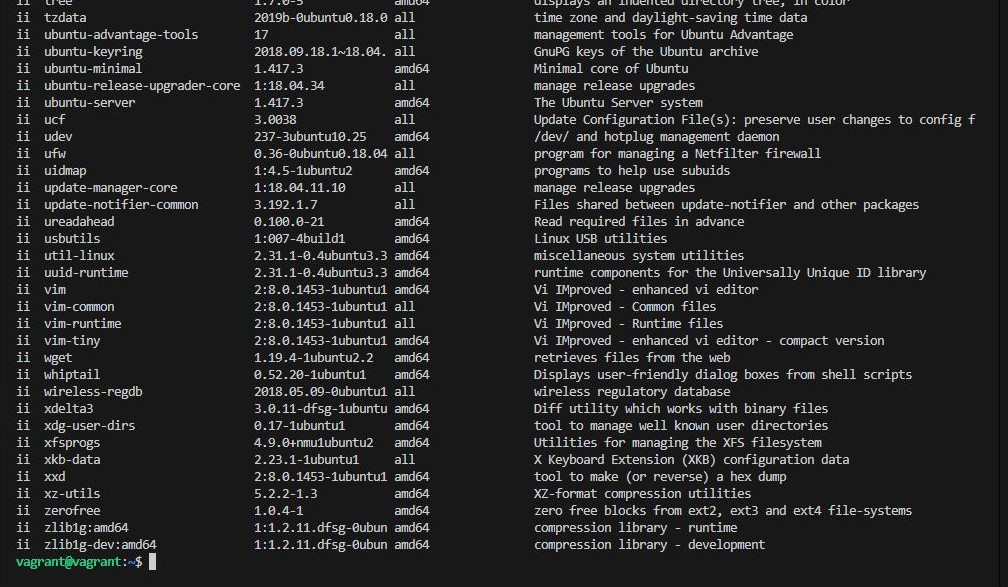 ii  tree                      1.7.0-5             amd64               displays an indented directory tree, in color
ii  tzdata                    2019b-0ubuntu0.18.0 all                 time zone and daylight-saving time data
ii  ubuntu-advantage-tools    17                  all                 management tools for Ubuntu Advantage
ii  ubuntu-keyring            2018.09.18.1~18.04. all                 GnuPG keys of the Ubuntu archive
ii  ubuntu-minimal            1.417.3             amd64               Minimal core of Ubuntu
ii  ubuntu-release-upgrader-core 1:18.04.34          all                 manage release upgrades
ii  ubuntu-server             1.417.3             amd64               The Ubuntu Server system
ii  ucf                       3.0038              all                 Update Configuration File(s): preserve user changes to config f
ii  udev                      237-3ubuntu10.25    amd64               /dev/ and hotplug management daemon
ii  ufw                       0.36-0ubuntu0.18.04 all                 program for managing a Netfilter firewall
ii  uidmap                    1:4.5-1ubuntu2      amd64               programs to help use subuids
ii  update-manager-core       1:18.04.11.10       all                 manage release upgrades
ii  update-notifier-common    3.192.1.7           all                 Files shared between update-notifier and other packages
ii  ureadahead                0.100.0-21          amd64               Read required files in advance
ii  usbutils                  1:007-4build1       amd64               Linux USB utilities
ii  util-linux                2.31.1-0.4ubuntu3.3 amd64               miscellaneous system utilities
ii  uuid-runtime              2.31.1-0.4ubuntu3.3 amd64               runtime components for the Universally Unique ID library
ii  vim                       2:8.0.1453-1ubuntu1 amd64               Vi IMproved - enhanced vi editor
ii  vim-common                2:8.0.1453-1ubuntu1 all                 Vi IMproved - Common files
ii  vim-runtime               2:8.0.1453-1ubuntu1 all                 Vi IMproved - Runtime files
ii  vim-tiny                  2:8.0.1453-1ubuntu1 amd64               Vi IMproved - enhanced vi editor - compact version
ii  wget                      1.19.4-1ubuntu2.2   amd64               retrieves files from the web
ii  whiptail                  0.52.20-1ubuntu1    amd64               Displays user-friendly dialog boxes from shell scripts
ii  wireless-regdb            2018.05.09-0ubuntu1 all                 wireless regulatory database
ii  xdelta3                   3.0.11-dfsg-1ubuntu amd64               Diff utility which works with binary files
ii  xdg-user-dirs             0.17-1ubuntu1       amd64               tool to manage well known user directories
ii  xfsprogs                  4.9.0+nmu1ubuntu2   amd64               Utilities for managing the XFS filesystem
ii  xkb-data                  2.23.1-1ubuntu1     all                 X Keyboard Extension (XKB) configuration data
ii  xxd                       2:8.0.1453-1ubuntu1 amd64               tool to make (or reverse) a hex dump
ii  xz-utils                  5.2.2-1.3           amd64               XZ-format compression utilities
ii  zerofree                  1.0.4-1             amd64               zero free blocks from ext2, ext3 and ext4 file-systems
ii  zlib1g:amd64              1:1.2.11.dfsg-0ubun amd64               compression library - runtime
ii  zlib1g-dev:amd64          1:1.2.11.dfsg-0ubun amd64               compression library - development
vagrant@vagrant:~$